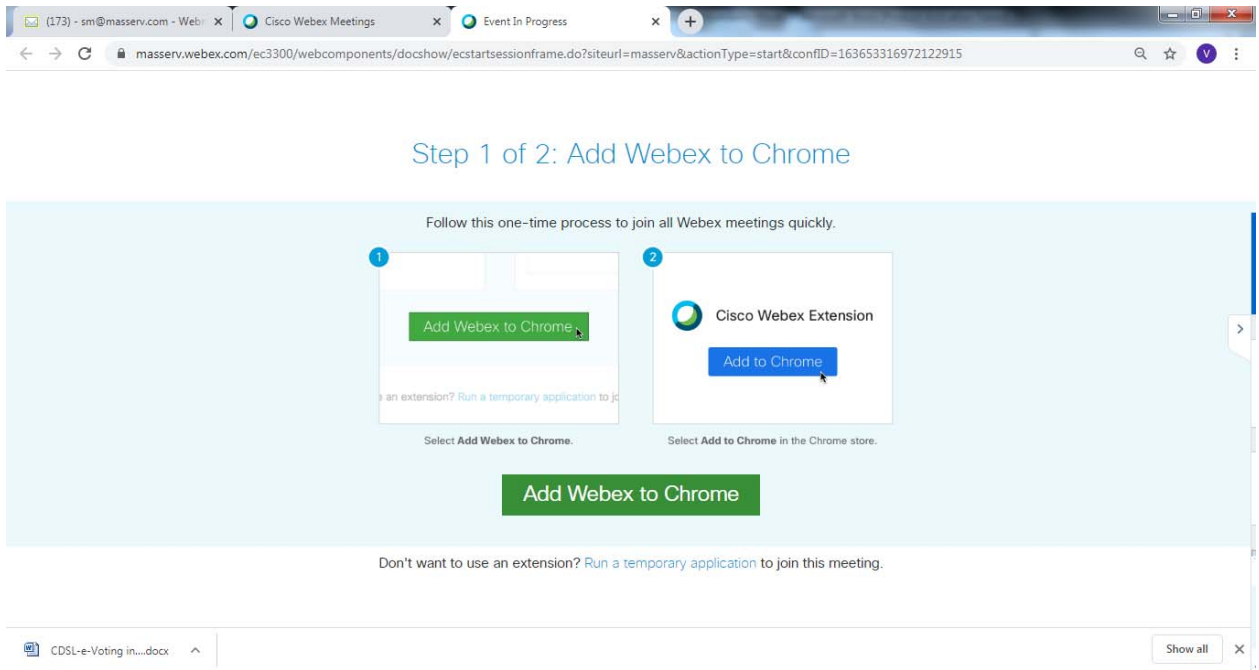 (173) - sm@masserv.com - Webr
Cisco Webex Meetings
Event In Progress
masserv.webex.com/ec3300/webcomponents/docshow/ecstartsessionframe.do?siteurl=masserv&actionType=start&confID=163653316972122915
V
Step 1 of 2: Add Webex to Chrome
Follow this one-time process to join all Webex meetings quickly.
1
2
Add Webex to Chrome
an extension? Run a temporary application to jo
Cisco Webex Extension
Add to Chrome
Select Add Webex to Chrome.
Select Add to Chrome in the Chrome store.
Add Webex to Chrome
Don't want to use an extension? Run a temporary application to join this meeting.
CDSL-e-Voting in....docx
Show all